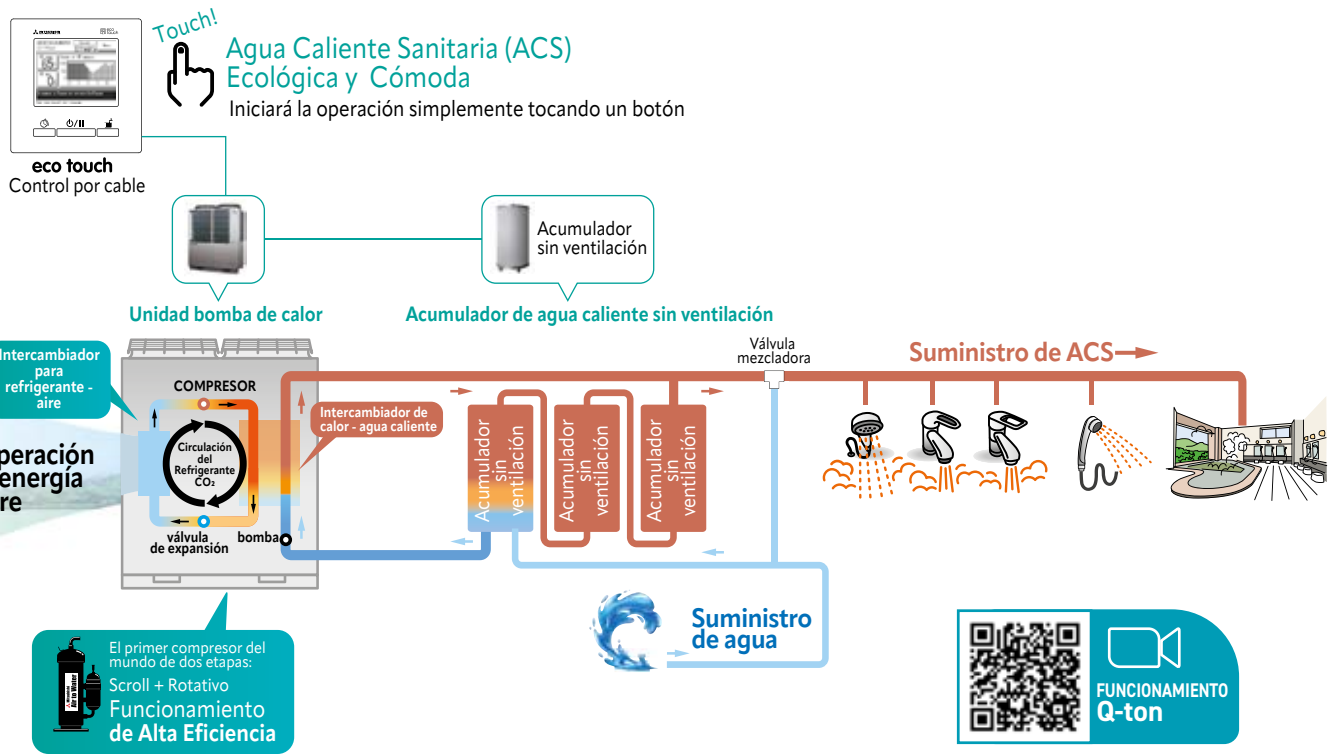 Touch!
Agua Caliente Sanitaria (ACS)
Ecológica y Cómoda
Iniciará la operación simplemente tocando un botón
eco touch
Control por cable
Acumulador
sin ventilación
Unidad bomba de calor
Acumulador de agua caliente sin ventilación
Intercambiador
para
refrigerante -
aire
COMPRESOR
Intercambiador de
calor - agua caliente
Circulación
del
Refrigerante
CO₂
válvula
de expansión
bomba
peración
energía
re
Acumulador
sin
ventilación
Acumulador
sin
ventilación
Acumulador
sin
ventilación
Válvula
mezcladora
Suministro de ACS
Suministro
de agua
El primer compresor del
mundo de dos etapas:
Scroll + Rotativo
Funcionamiento
de Alta Eficiencia
Air to Water
FUNCIONAMIENTO
Q-ton